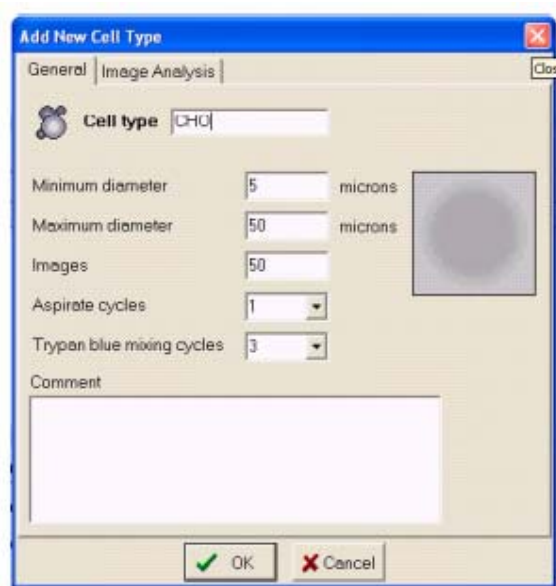 Add New Cell Type
Clos
General Image Analysis
Cell type CHO
Minimum diameter 5 microns
Maximum diameter 50 microns
Images 50
Aspirate cycles 1
Trypan blue mixing cycles 3
Comment
OK Cancel